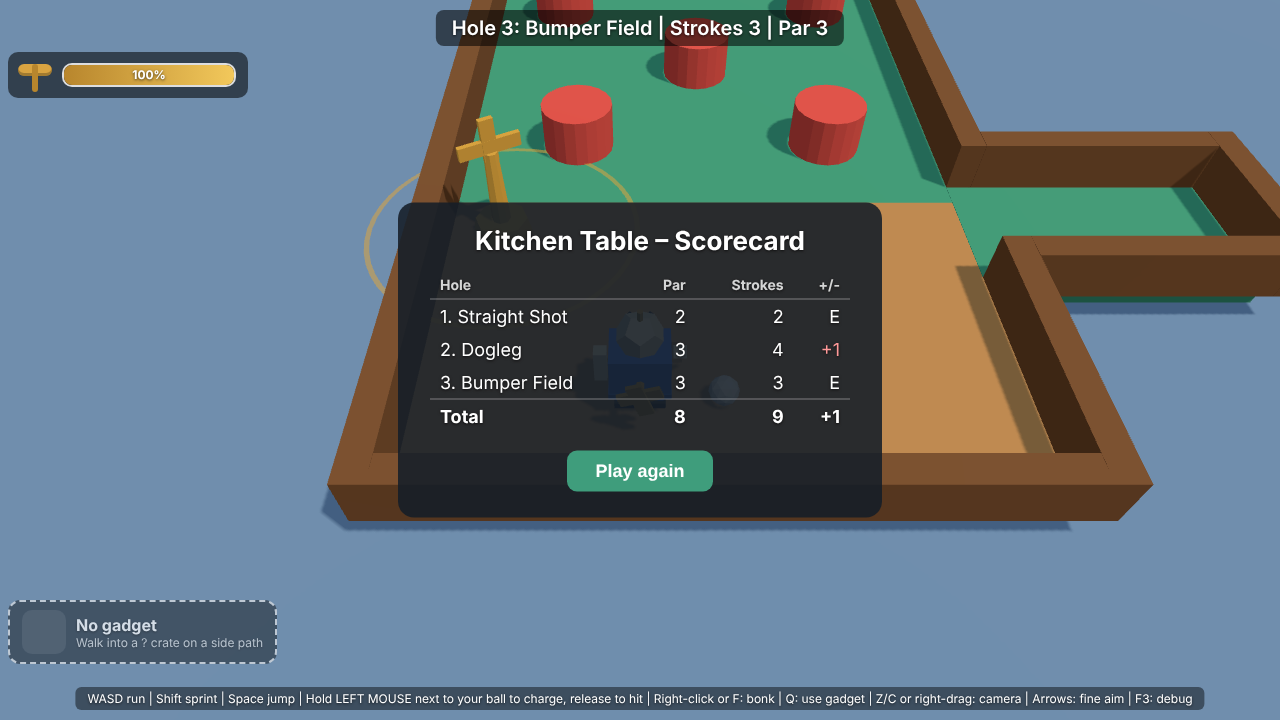 Hole 3: Bumper Field | Strokes 3 | Par 3
100%
Kitchen Table – Scorecard
Hole Par Strokes +/-
1. Straight Shot 2 2 E
2. Dogleg 3 4 +1
3. Bumper Field 3 3 E
Total 8 9 +1
Play again
No gadget
Walk into a ? crate on a side path
WASD run | Shift sprint | Space jump | Hold LEFT MOUSE next to your ball to charge, release to hit | Right-click or F: bonk | Q: use gadget | Z/C or right-drag: camera | Arrows: fine aim | F3: debug